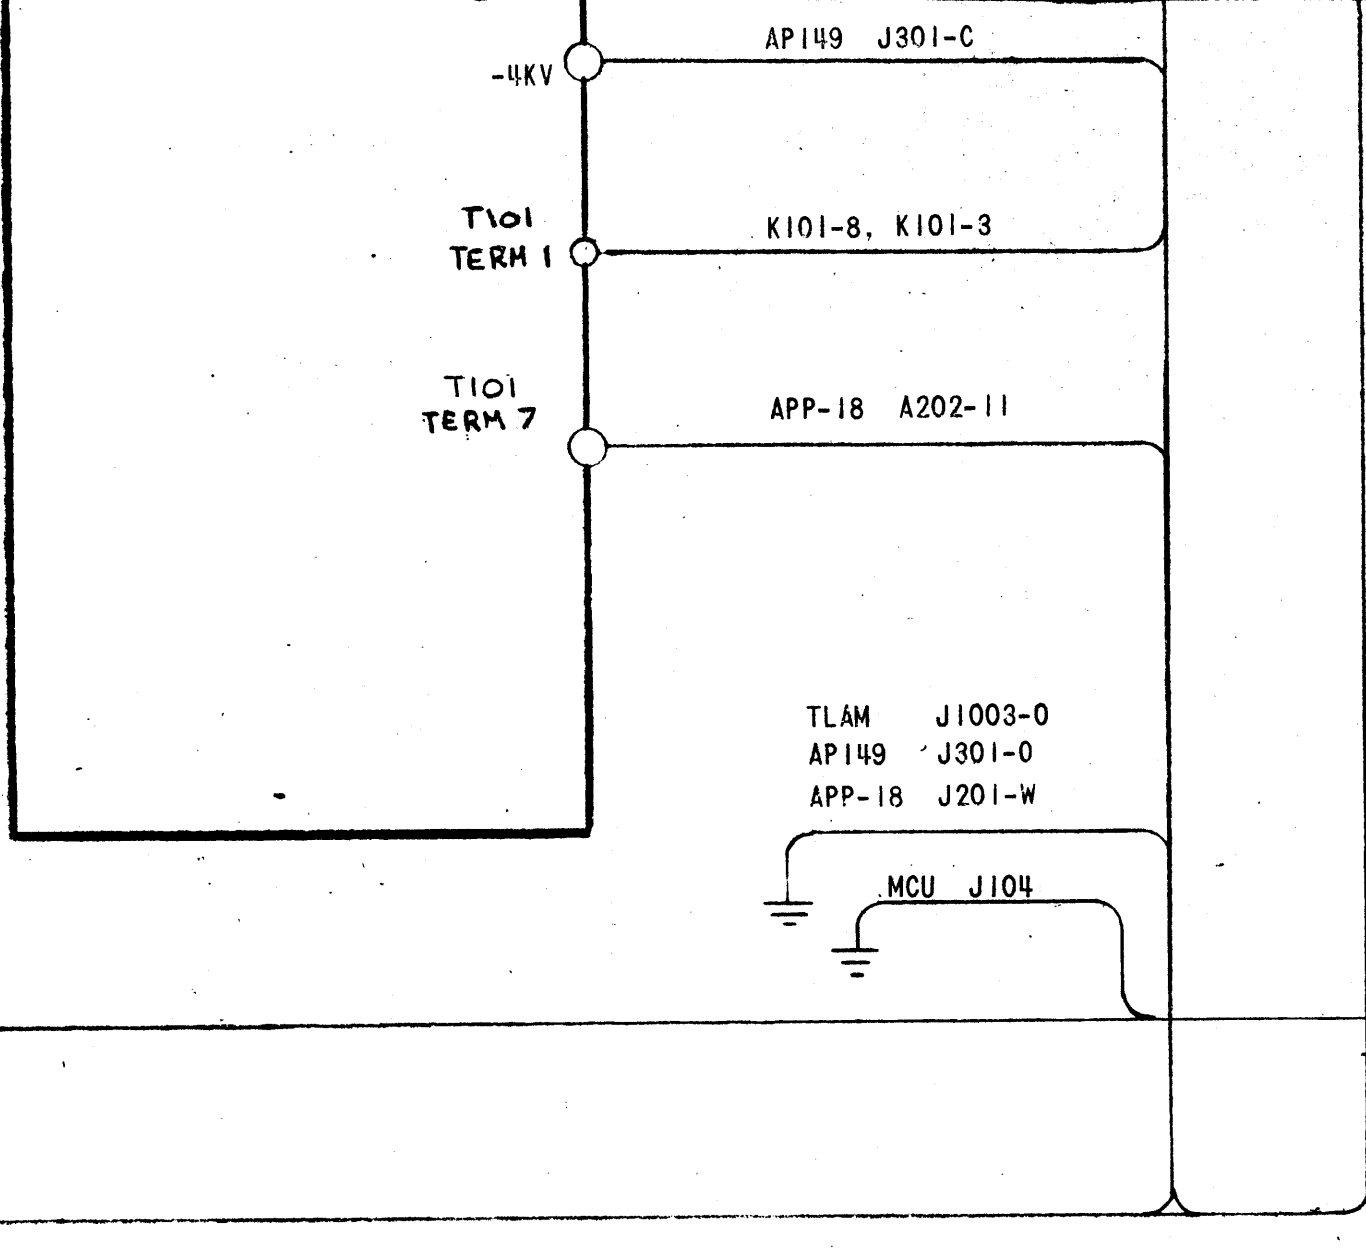 AP149 J301-C
-4KV
T101
TERM 1
K101-8, K101-3
T101
TERM 7
APP-18 A202-11
TLAM J1003-0
AP149 J301-0
APP-18 J201-W
MCU J104